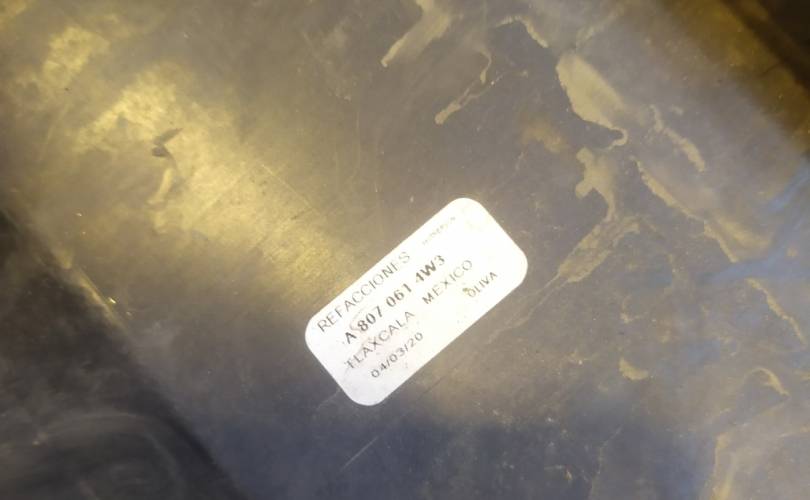 REFACCIONES
A 807 061 4W3
TLAXCALA MEXICO
04/03/20 OLIVA